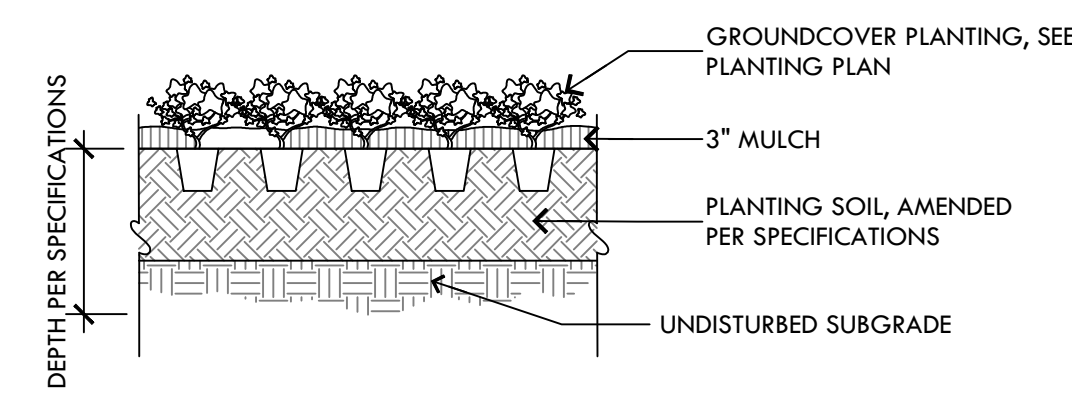 GROUNDCOVER PLANTING, SEE
PLANTING PLAN
3" MULCH
PLANTING SOIL, AMENDED
PER SPECIFICATIONS
UNDISTURBED SUBGRADE
DEPTH PER SPECIFICATIONS